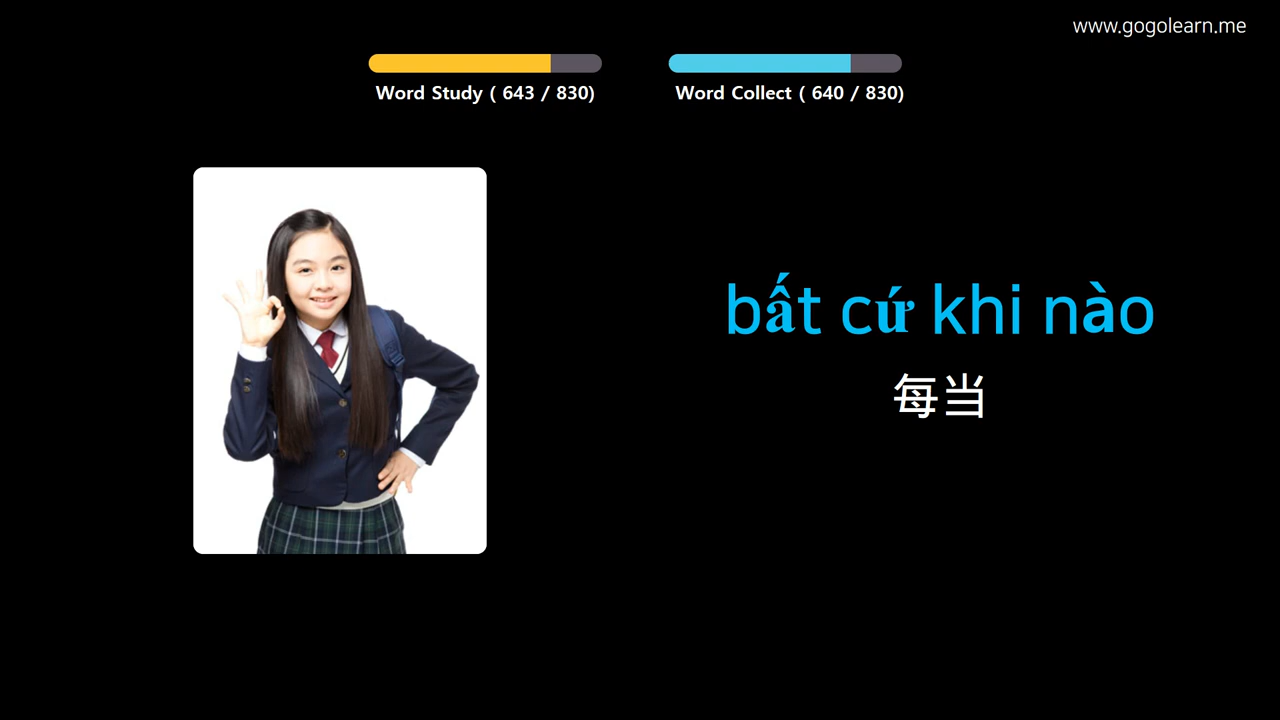 www.gogolearn.me
Word Study ( 643 / 830)
Word Collect ( 640 / 830)
bất cứ khi nào
每当